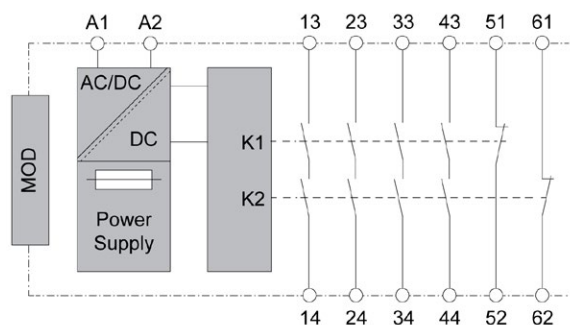 A1 A2 13 23 33 43 51 61
AC/DC
DC
K1
MOD
K2
Power
Supply
14 24 34 44 52 62